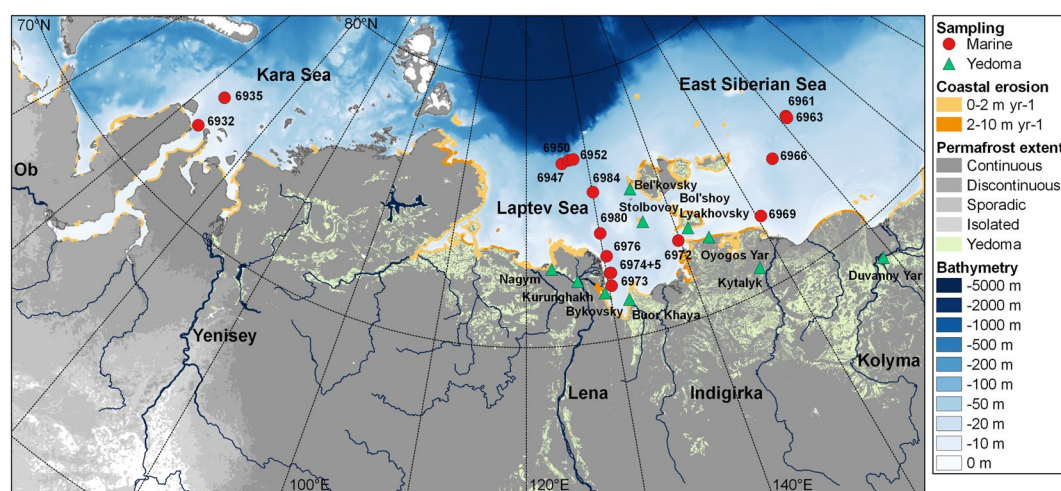 70°N
80°N
Kara Sea
East Siberian Sea
6935
6932
6961
6963
6966
6950
6952
6947
6984
Ob
Laptev Sea
Bel'kovsky
Bol'shoy
Stolbovoy
Lyakhovsky
6969
6980
6976
6972
6974+5
6973
Oyogos Yar
Nagym
Kurunghakh
Bykovsky
Buor Khaya
Kytalyk
Duvanny Yar
Yenisey
Lena
Indigirka
Kolyma
100°E
120°E
140°E
Sampling
Marine
Yedoma
Coastal erosion
0-2 m yr-1
2-10 m yr-1
Permafrost extent
Continuous
Discontinuous
Sporadic
Isolated
Yedoma
Bathymetry
-5000 m
-2000 m
-1000 m
-500 m
-200 m
-100 m
-50 m
-20 m
-10 m
0 m